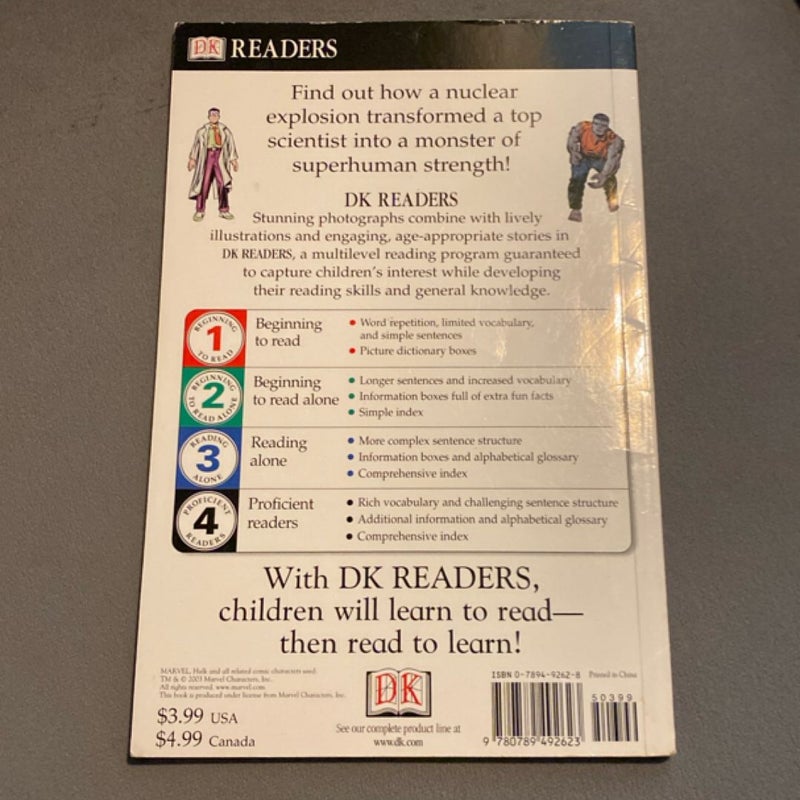 DK READERS
Find out how a nuclear
explosion transformed a top
scientist into a monster of
superhuman strength!
DK READERS
Stunning photographs combine with lively
illustrations and engaging, age-appropriate stories in
DK READERS, a multilevel reading program guaranteed
to capture children's interest while developing
their reading skills and general knowledge.
BEGINNING
1
TO READ
Beginning
to read
• Word repetition, limited vocabulary,
and simple sentences
• Picture dictionary boxes
BEGINNING
2
TO READ ALONE
Beginning
to read alone
• Longer sentences and increased vocabulary
• Information boxes full of extra fun facts
• Simple index
READING
3
ALONE
Reading
alone
• More complex sentence structure
• Information boxes and alphabetical glossary
• Comprehensive index
PROFICIENT
4
READERS
Proficient
readers
• Rich vocabulary and challenging sentence structure
• Additional information and alphabetical glossary
• Comprehensive index
With DK READERS,
children will learn to read—
then read to learn!
MARVEL, Hulk and all related comic characters used:
TM & © 2003 Marvel Characters, Inc.
All rights reserved. www.marvel.com
This book is produced under license from Marvel Characters, Inc.
$3.99 USA
$4.99 Canada
DK
See our complete product line at
www.dk.com
ISBN 0-7894-9262-8
Printed in China
50399
9 780789 492623